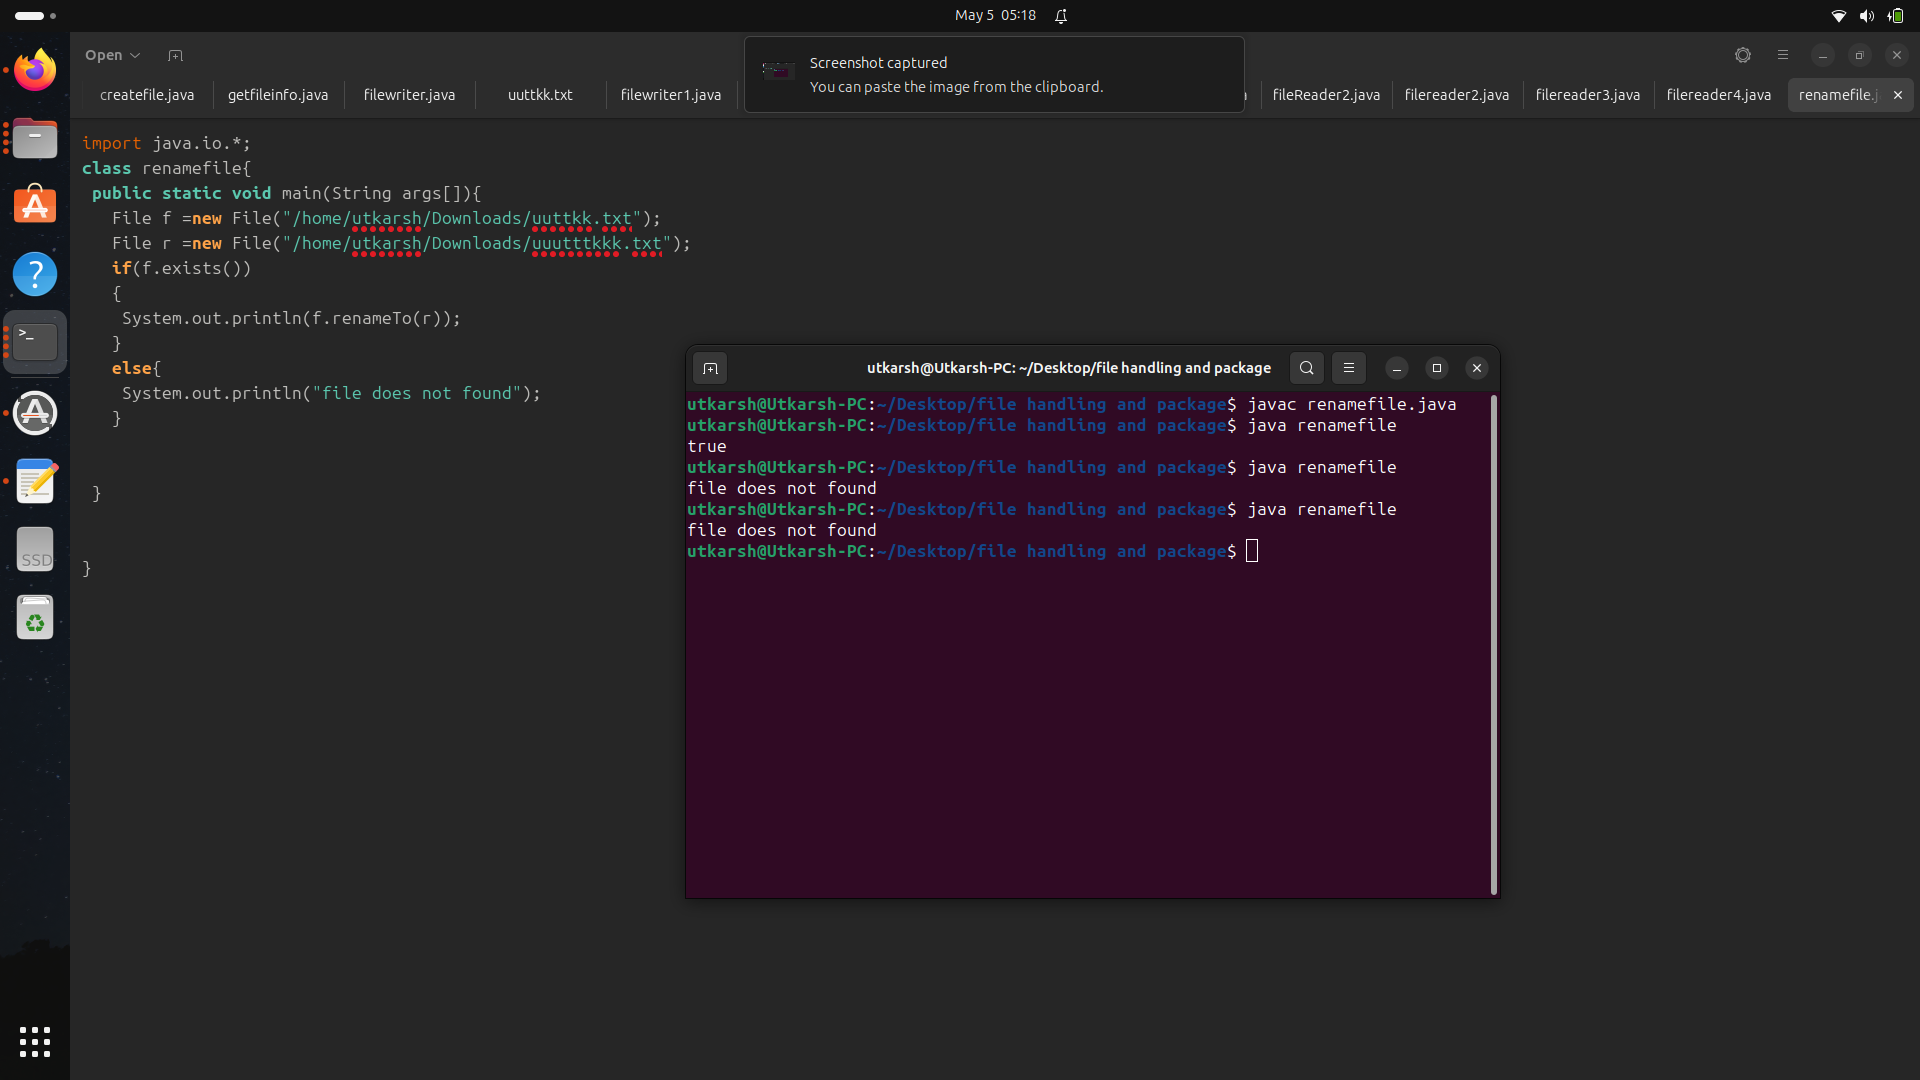 May 5 05:18
Open
Screenshot captured
You can paste the image from the clipboard.
createfile.java
getfileinfo.java
filewriter.java
uuttkk.txt
filewriter1.java
fileReader2.java
filereader2.java
filereader3.java
filereader4.java
renamefile.j
import java.io.*;
class renamefile{
public static void main(String args[]){
File f =new File("/home/utkarsh/Downloads/uuttkk.txt");
File r =new File("/home/utkarsh/Downloads/uuutttkkk.txt");
if(f.exists())
{
System.out.println(f.renameTo(r));
}
else{
System.out.println("file does not found");
}
}
}
utkarsh@Utkarsh-PC: ~/Desktop/file handling and package
utkarsh@Utkarsh-PC:~/Desktop/file handling and package$ javac renamefile.java
utkarsh@Utkarsh-PC:~/Desktop/file handling and package$ java renamefile
true
utkarsh@Utkarsh-PC:~/Desktop/file handling and package$ java renamefile
file does not found
utkarsh@Utkarsh-PC:~/Desktop/file handling and package$ java renamefile
file does not found
utkarsh@Utkarsh-PC:~/Desktop/file handling and package$
SSD